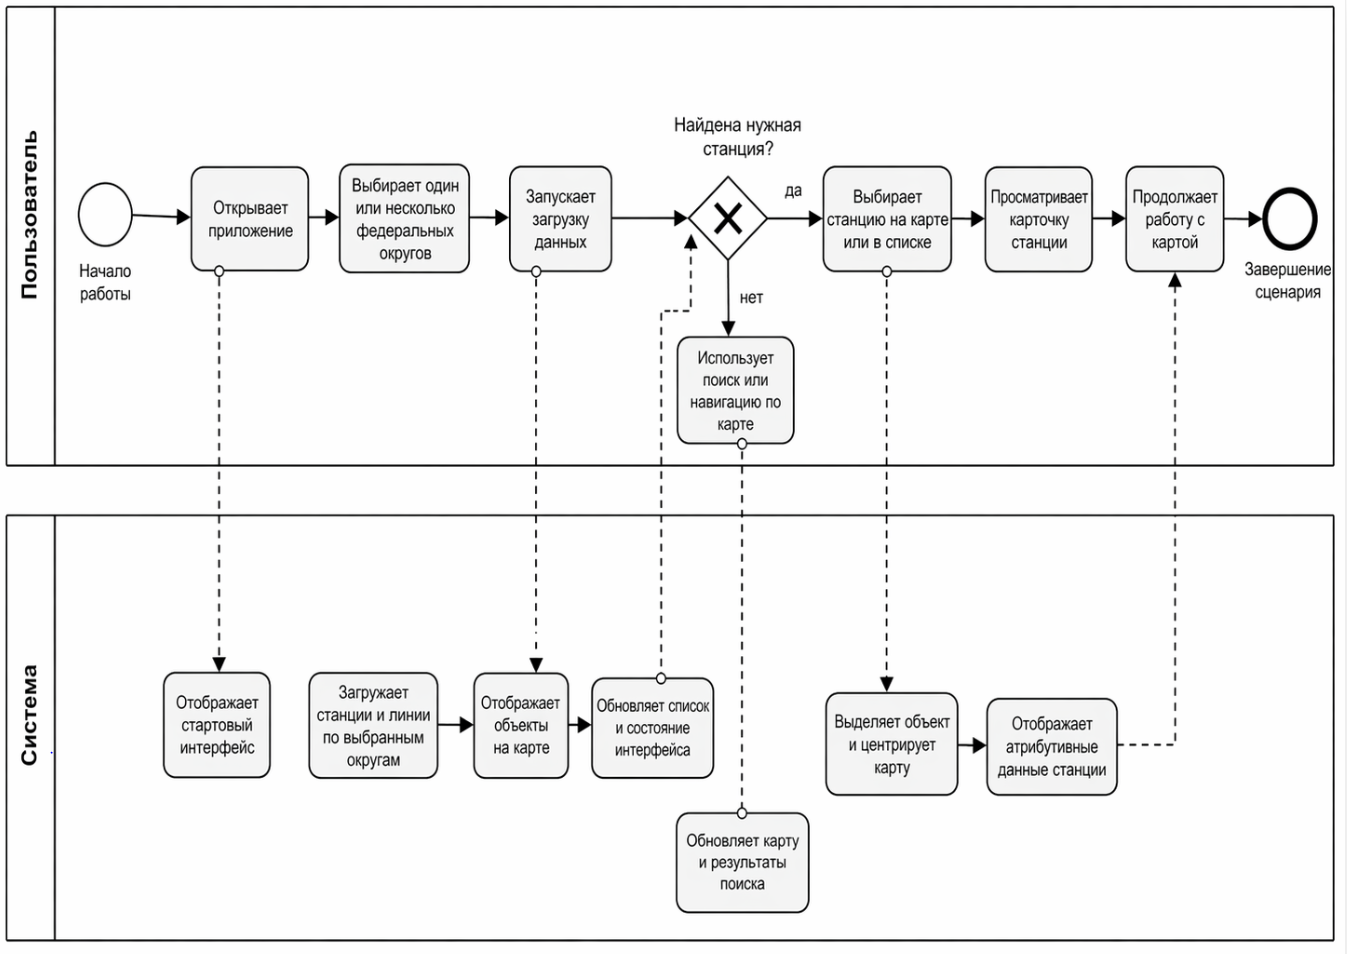 Пользователь
Начало
работы
Открывает
приложение
Выбирает один
или несколько
федеральных
округов
Запускает
загрузку
данных
Найдена нужная
станция?
да
нет
Использует
поиск или
навигацию по
карте
Выбирает
станцию на карте
или в списке
Просматривает
карточку
станции
Продолжает
работу с
картой
Завершение
сценария
Система
Отображает
стартовый
интерфейс
Загружает
станции и линии
по выбранным
округам
Отображает
объекты
на карте
Обновляет список
и состояние
интерфейса
Обновляет карту
и результаты
поиска
Выделяет объект
и центрирует
карту
Отображает
атрибутивные
данные станции